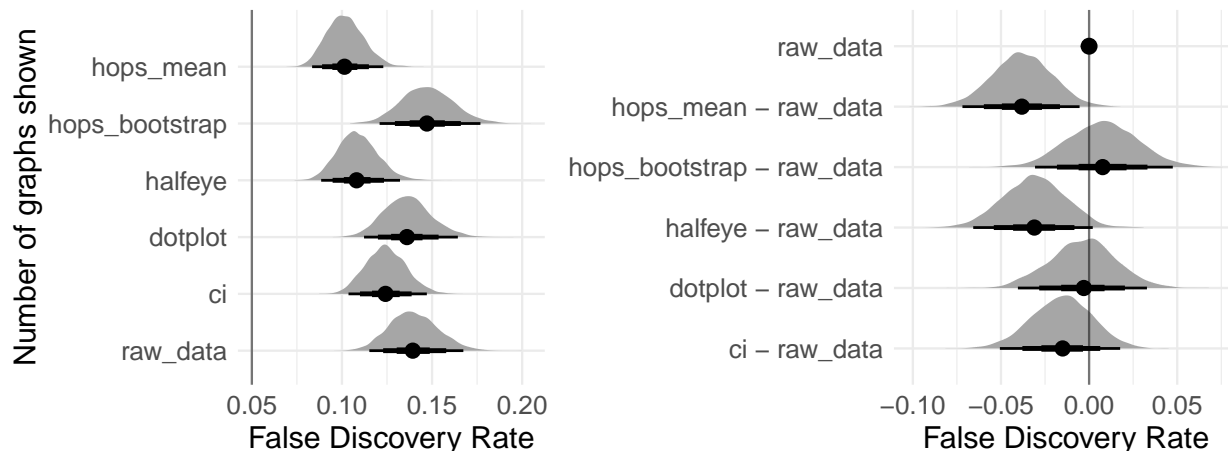 Number of graphs shown
hops_mean
hops_bootstrap
halfeye
dotplot
ci
raw_data
0.05 0.10 0.15 0.20
False Discovery Rate
raw_data
hops_mean − raw_data
hops_bootstrap − raw_data
halfeye − raw_data
dotplot − raw_data
ci − raw_data
−0.10 −0.05 0.00 0.05
False Discovery Rate